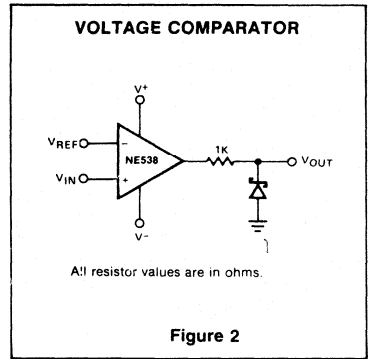 VOLTAGE COMPARATOR
V+
VREF
−
NE538
1K
VOUT
VIN
+
V−
All resistor values are in ohms.
Figure 2